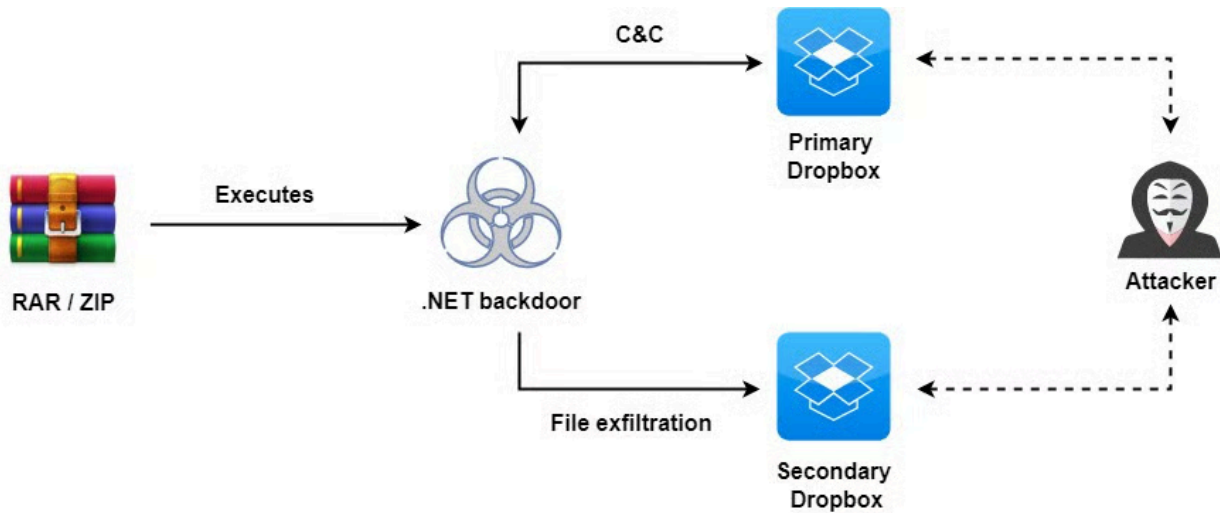 C&C
Primary
Dropbox
Executes
RAR / ZIP
.NET backdoor
Attacker
File exfiltration
Secondary
Dropbox